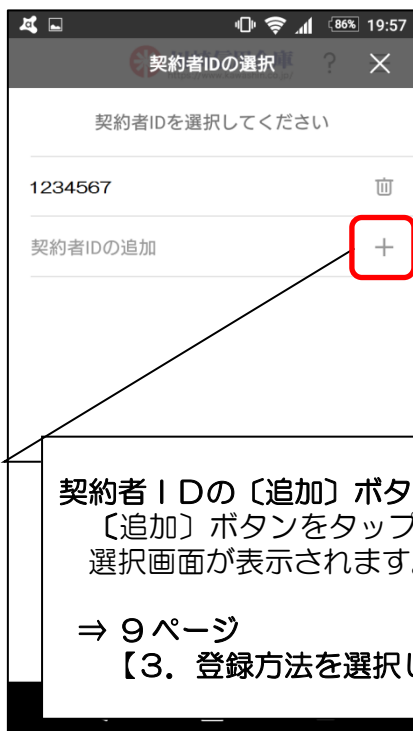 86% 19:57
契約者IDの選択 ?
契約者IDを選択してください
1234567
契約者IDの追加
契約者IDの〔追加〕ボタ
〔追加〕ボタンをタップ
選択画面が表示されます
⇒ 9ページ
【3. 登録方法を選択し